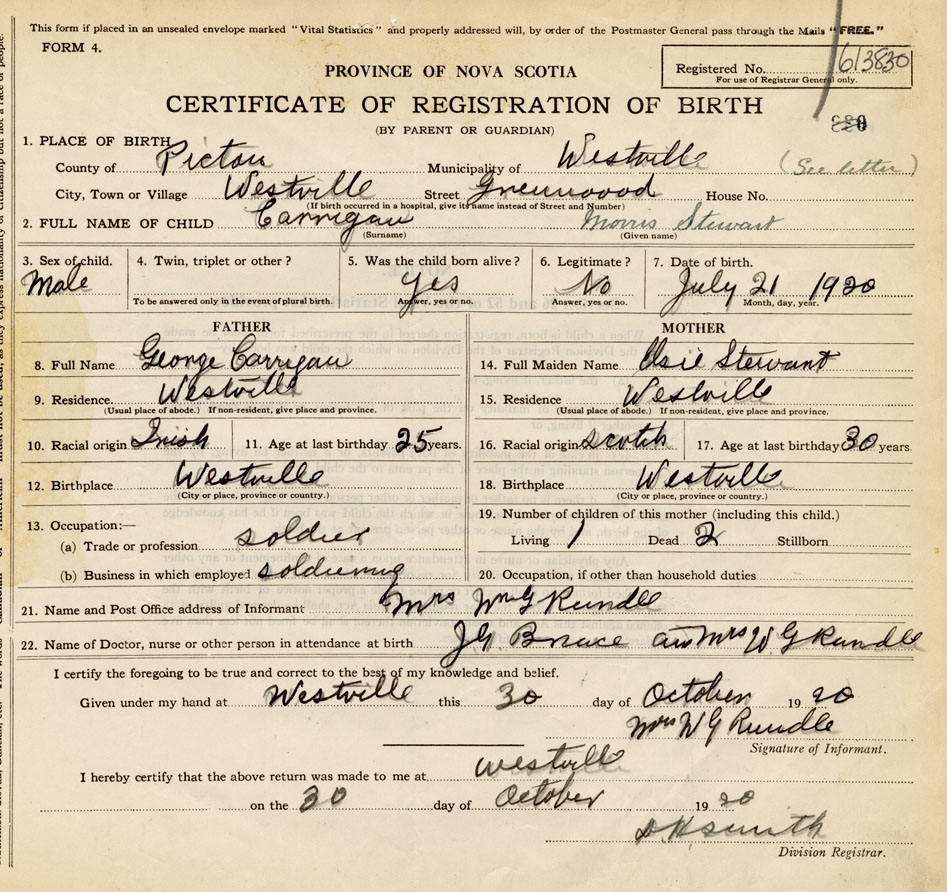 This form if placed in an unsealed envelope marked "Vital Statistics" and properly addressed will, by order of the Postmaster General pass through the Mails "FREE."
FORM 4.
Registered No. 613830
For use of Registrar General only.
PROVINCE OF NOVA SCOTIA
CERTIFICATE OF REGISTRATION OF BIRTH
(BY PARENT OR GUARDIAN)
1. PLACE OF BIRTH
County of Pictou Municipality of Westville (See letter)
City, Town or Village Westville Street Greenwood House No.
(If birth occurred in a hospital, give its name instead of Street and Number)
2. FULL NAME OF CHILD Carrigan Morris Stewart
(Surname) (Given name)
3. Sex of child. 4. Twin, triplet or other? 5. Was the child born alive? 6. Legitimate? 7. Date of birth.
Male Yes No July 21 1920
To be answered only in the event of plural birth. Answer, yes or no. Answer, yes or no. Month, day, year.
FATHER MOTHER
8. Full Name George Carrigan 14. Full Maiden Name Elsie Stewart
9. Residence. Westville 15. Residence Westville
(Usual place of abode.) If non-resident, give place and province. (Usual place of abode.) If non-resident, give place and province.
10. Racial origin Irish 11. Age at last birthday 25 years. 16. Racial origin Scotch 17. Age at last birthday 30 years
12. Birthplace Westville 18. Birthplace Westville
(City or place, province or country.) (City or place, province or country.)
13. Occupation:— 19. Number of children of this mother (including this child.)
(a) Trade or profession soldier Living 1 Dead 2 Stillborn
(b) Business in which employed soldiering 20. Occupation, if other than household duties
21. Name and Post Office address of Informant Mrs Wm G Rundle
22. Name of Doctor, nurse or other person in attendance at birth Mrs W G Rundle
I certify the foregoing to be true and correct to the best of my knowledge and belief.
Given under my hand at Westville this 30 day of October 1920
Mrs W G Rundle
Signature of Informant.
I hereby certify that the above return was made to me at Westville
on the 30 day of October 1920
D K Smith
Division Registrar.